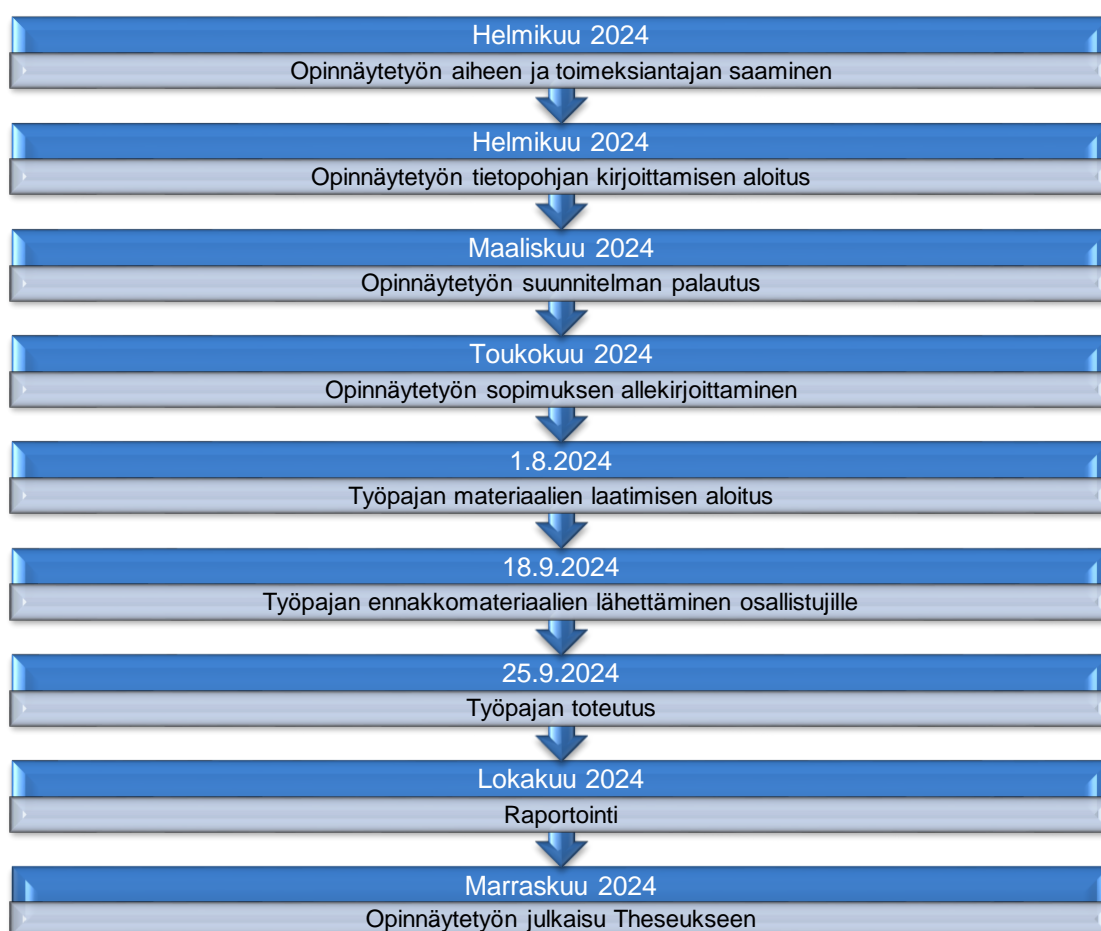 Helmikuu 2024
Opinnäytetyön aiheen ja toimeksiantajan saaminen
Helmikuu 2024
Opinnäytetyön tietopohjan kirjoittamisen aloitus
Maaliskuu 2024
Opinnäytetyön suunnitelman palautus
Toukokuu 2024
Opinnäytetyön sopimuksen allekirjoittaminen
1.8.2024
Työpajan materiaalien laatimisen aloitus
18.9.2024
Työpajan ennakkomateriaalien lähettäminen osallistujille
25.9.2024
Työpajan toteutus
Lokakuu 2024
Raportointi
Marraskuu 2024
Opinnäytetyön julkaisu Theseukseen